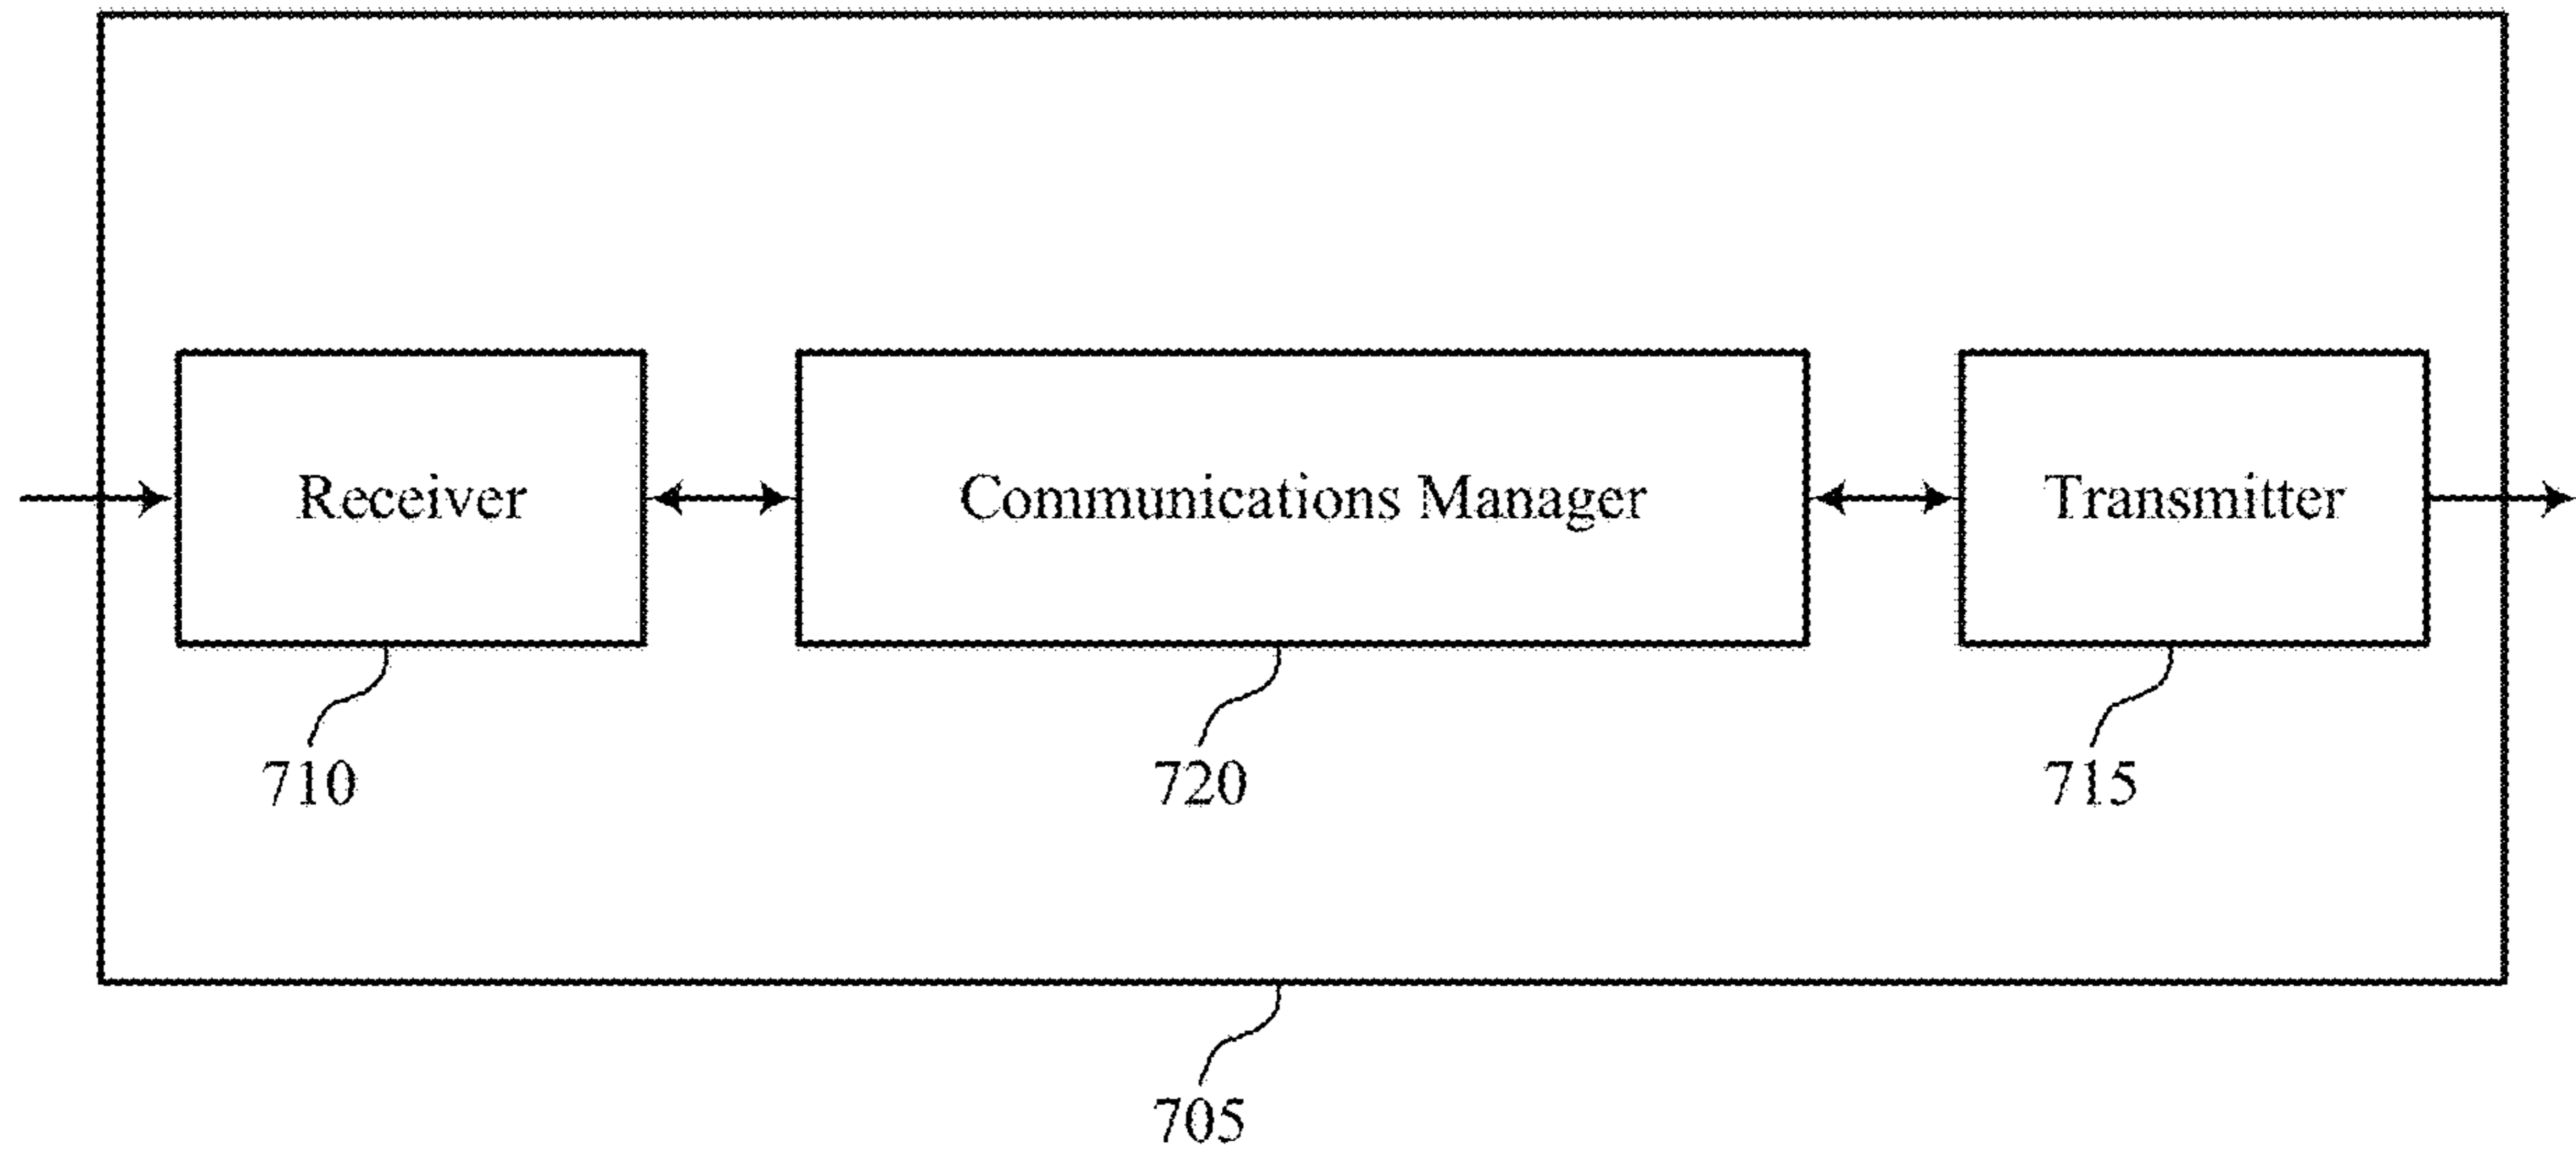 Receiver
Communications Manager
Transmitter
710
720
715
705